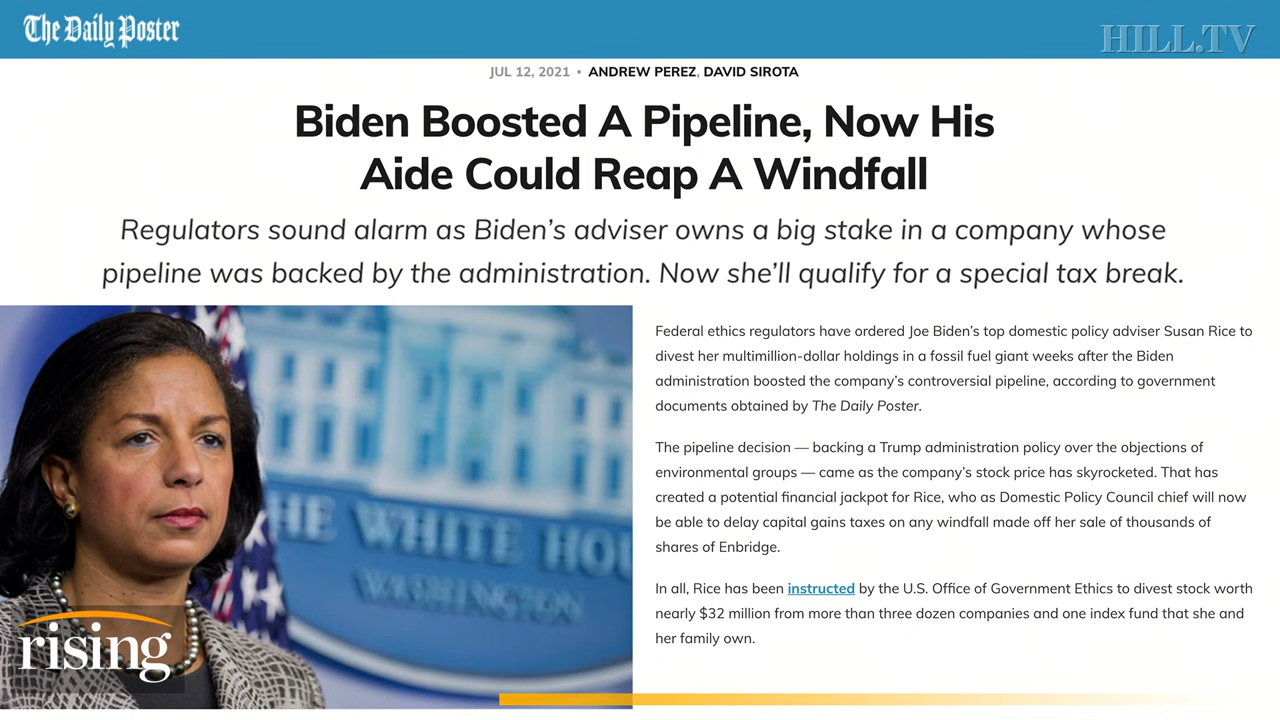 The Daily Poster
HILL.TV
JUL 12, 2021 • ANDREW PEREZ, DAVID SIROTA
Biden Boosted A Pipeline, Now His
Aide Could Reap A Windfall
Regulators sound alarm as Biden’s adviser owns a big stake in a company whose
pipeline was backed by the administration. Now she’ll qualify for a special tax break.
THE WHITE HOU
WASHINGTON
rising
Federal ethics regulators have ordered Joe Biden’s top domestic policy adviser Susan Rice to
divest her multimillion-dollar holdings in a fossil fuel giant weeks after the Biden
administration boosted the company’s controversial pipeline, according to government
documents obtained by The Daily Poster.
The pipeline decision — backing a Trump administration policy over the objections of
environmental groups — came as the company’s stock price has skyrocketed. That has
created a potential financial jackpot for Rice, who as Domestic Policy Council chief will now
be able to delay capital gains taxes on any windfall made off her sale of thousands of
shares of Enbridge.
In all, Rice has been instructed by the U.S. Office of Government Ethics to divest stock worth
nearly $32 million from more than three dozen companies and one index fund that she and
her family own.